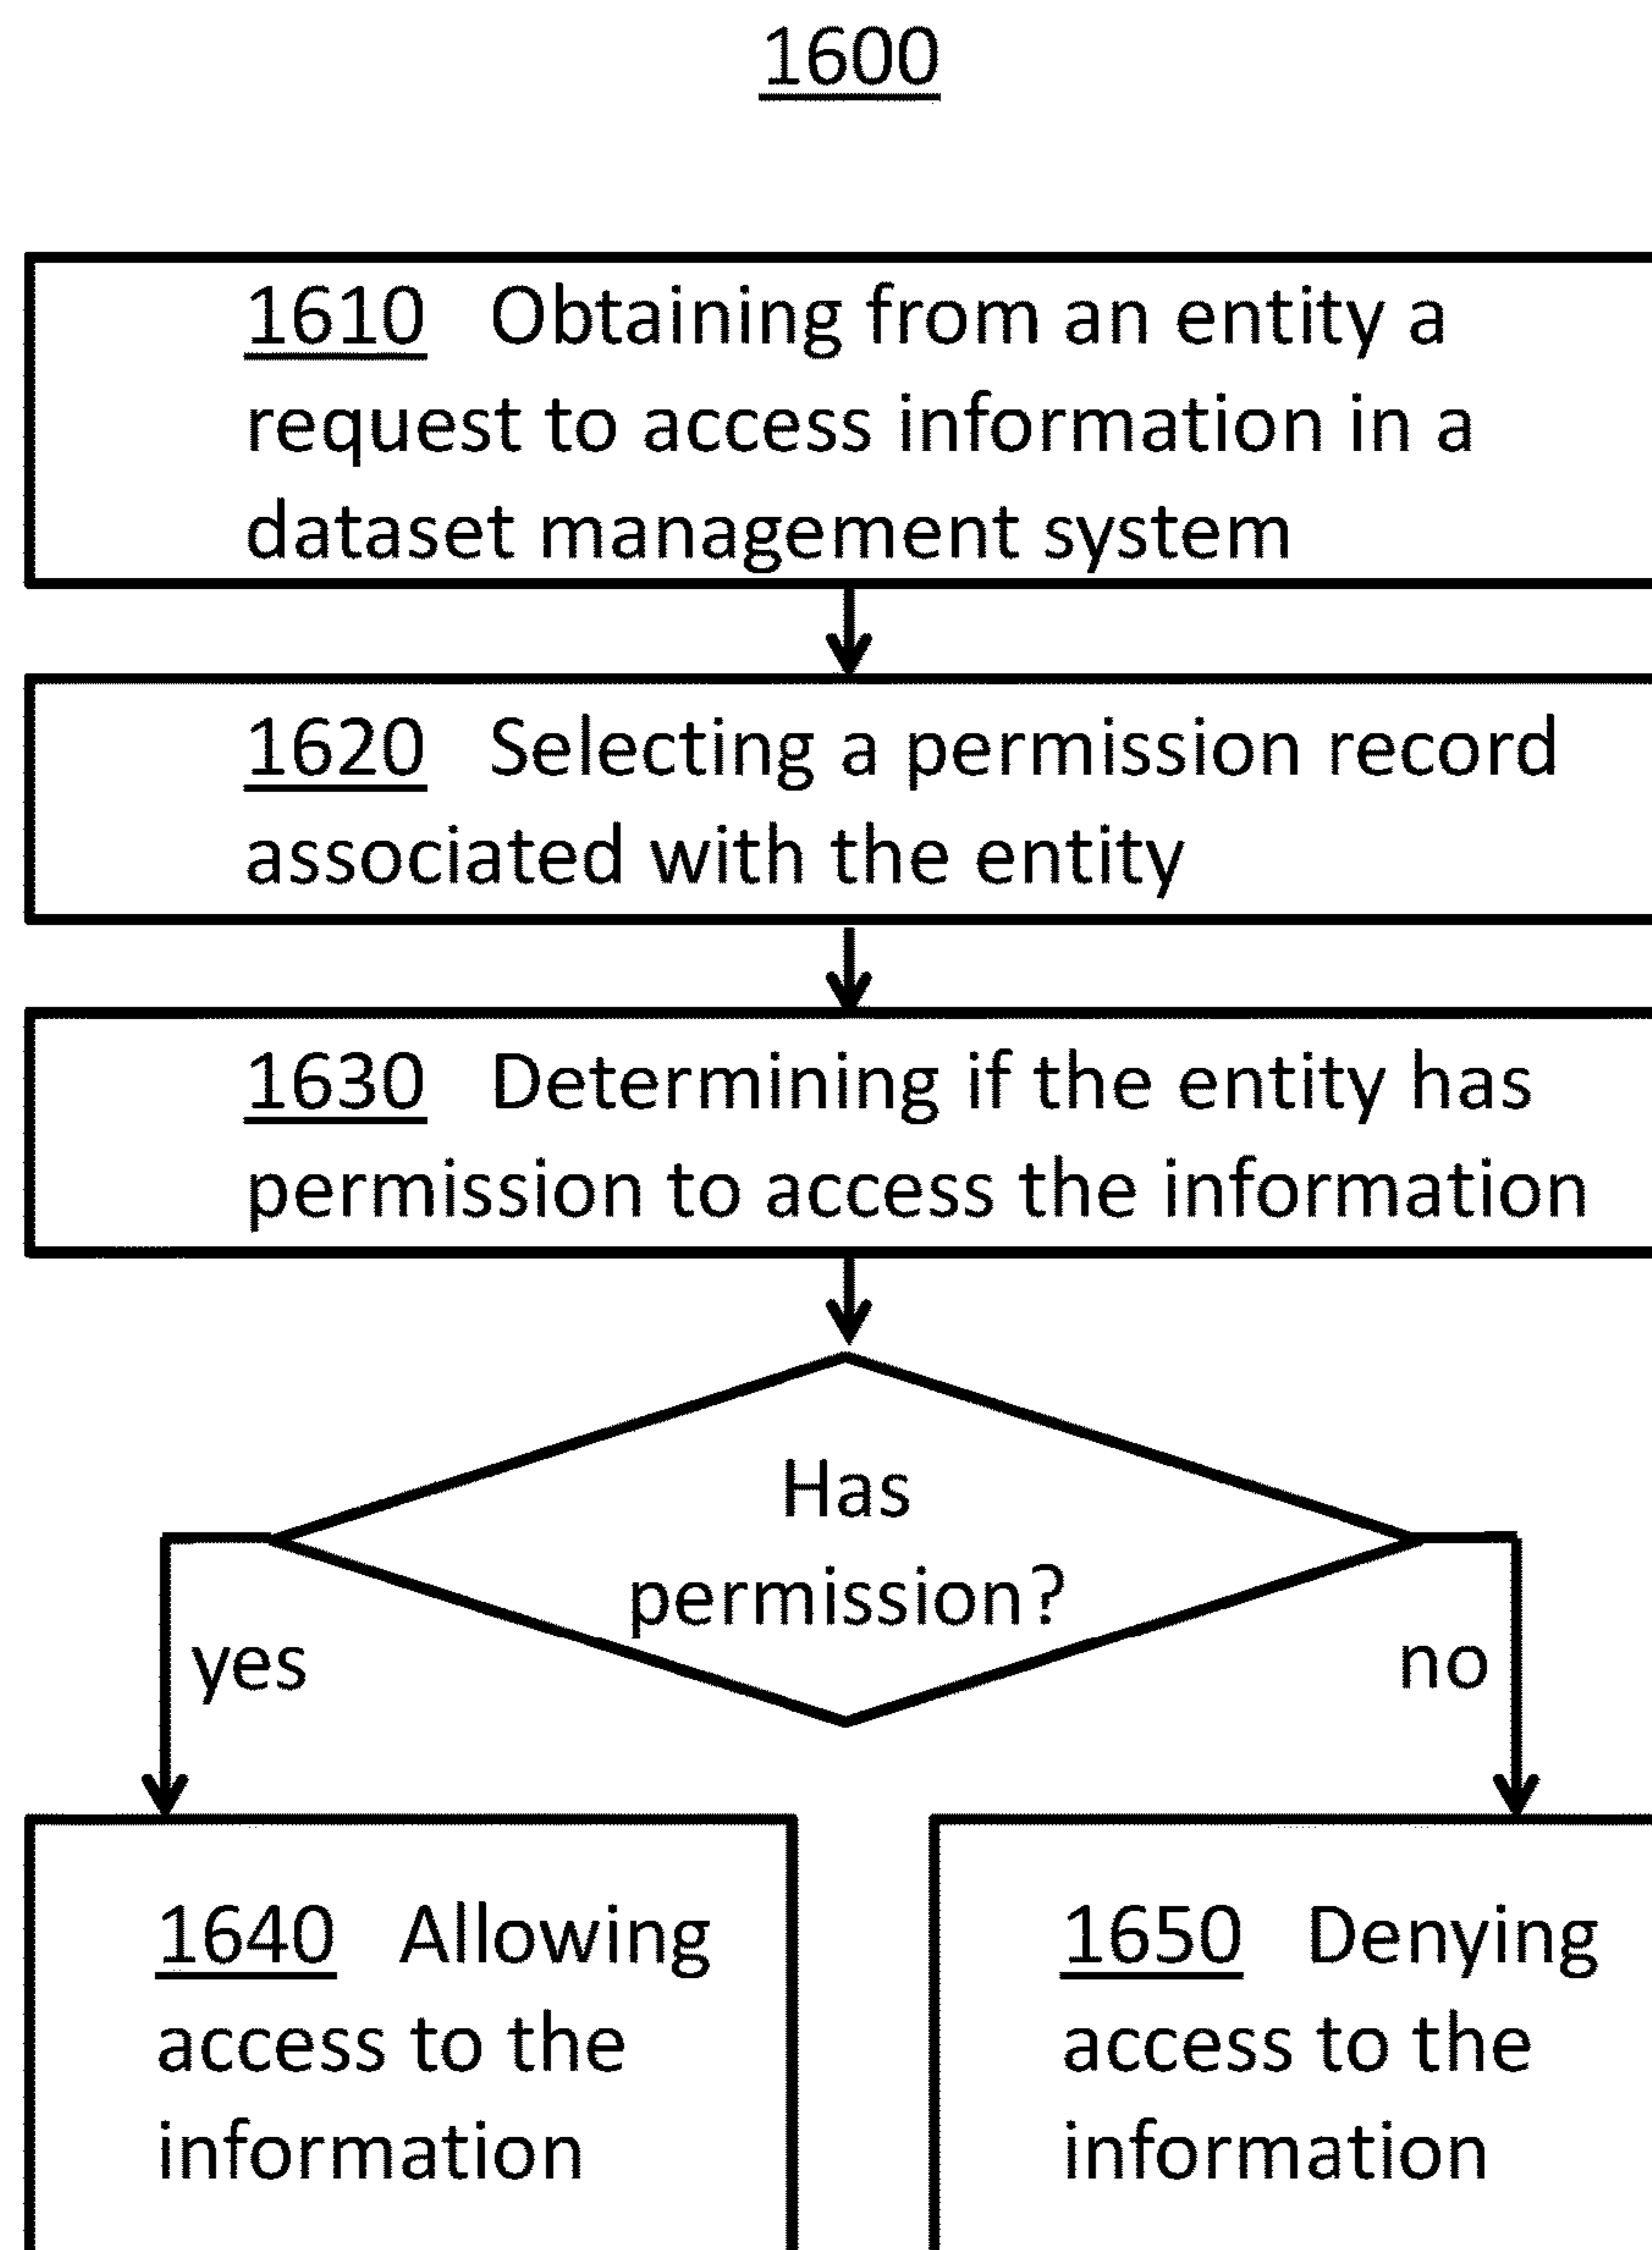 1600
1610 Obtaining from an entity a
request to access information in a
dataset management system
1620 Selecting a permission record
associated with the entity
1630 Determining if the entity has
permission to access the information
Has
permission?
yes
no
1640 Allowing
access to the
information
1650 Denying
access to the
information